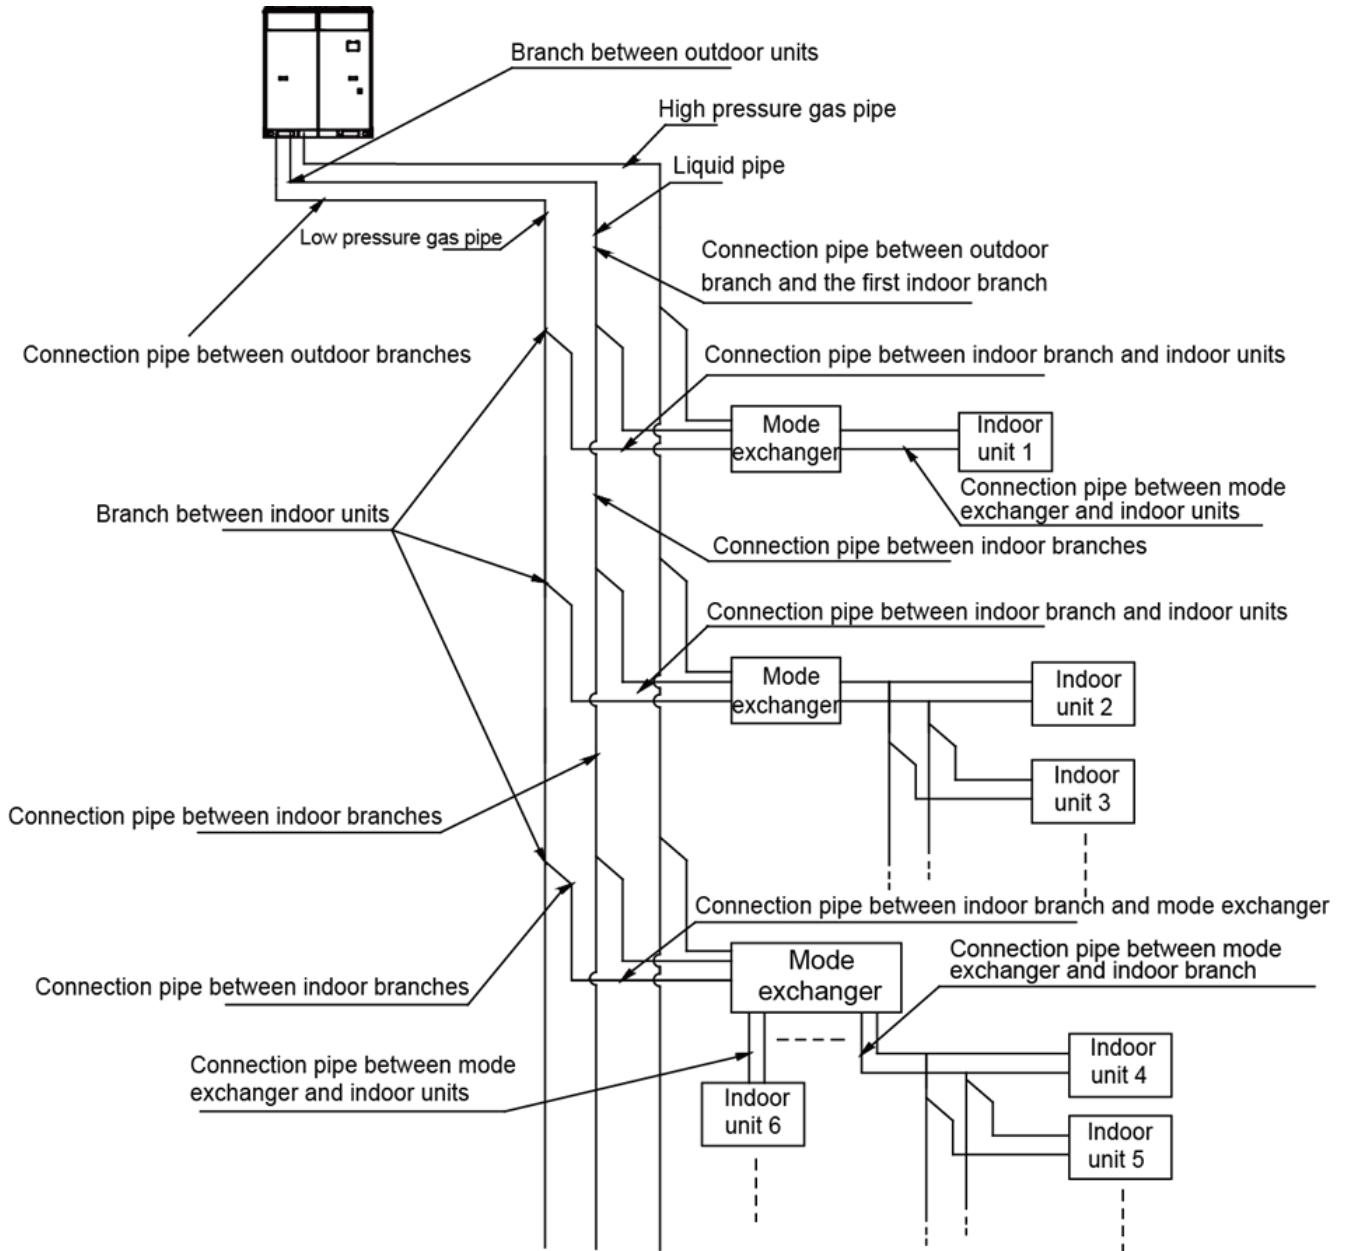 Branch between outdoor units
High pressure gas pipe
Liquid pipe
Low pressure gas pipe
Connection pipe between outdoor
branch and the first indoor branch
Connection pipe between outdoor branches
Connection pipe between indoor branch and indoor units
Mode
exchanger
Indoor
unit 1
Connection pipe between mode
exchanger and indoor units
Branch between indoor units
Connection pipe between indoor branches
Connection pipe between indoor branch and indoor units
Mode
exchanger
Indoor
unit 2
Indoor
unit 3
Connection pipe between indoor branches
Connection pipe between indoor branch and mode exchanger
Connection pipe between mode
exchanger and indoor branch
Mode
exchanger
Connection pipe between indoor branches
Connection pipe between mode
exchanger and indoor units
Indoor
unit 4
Indoor
unit 6
Indoor
unit 5